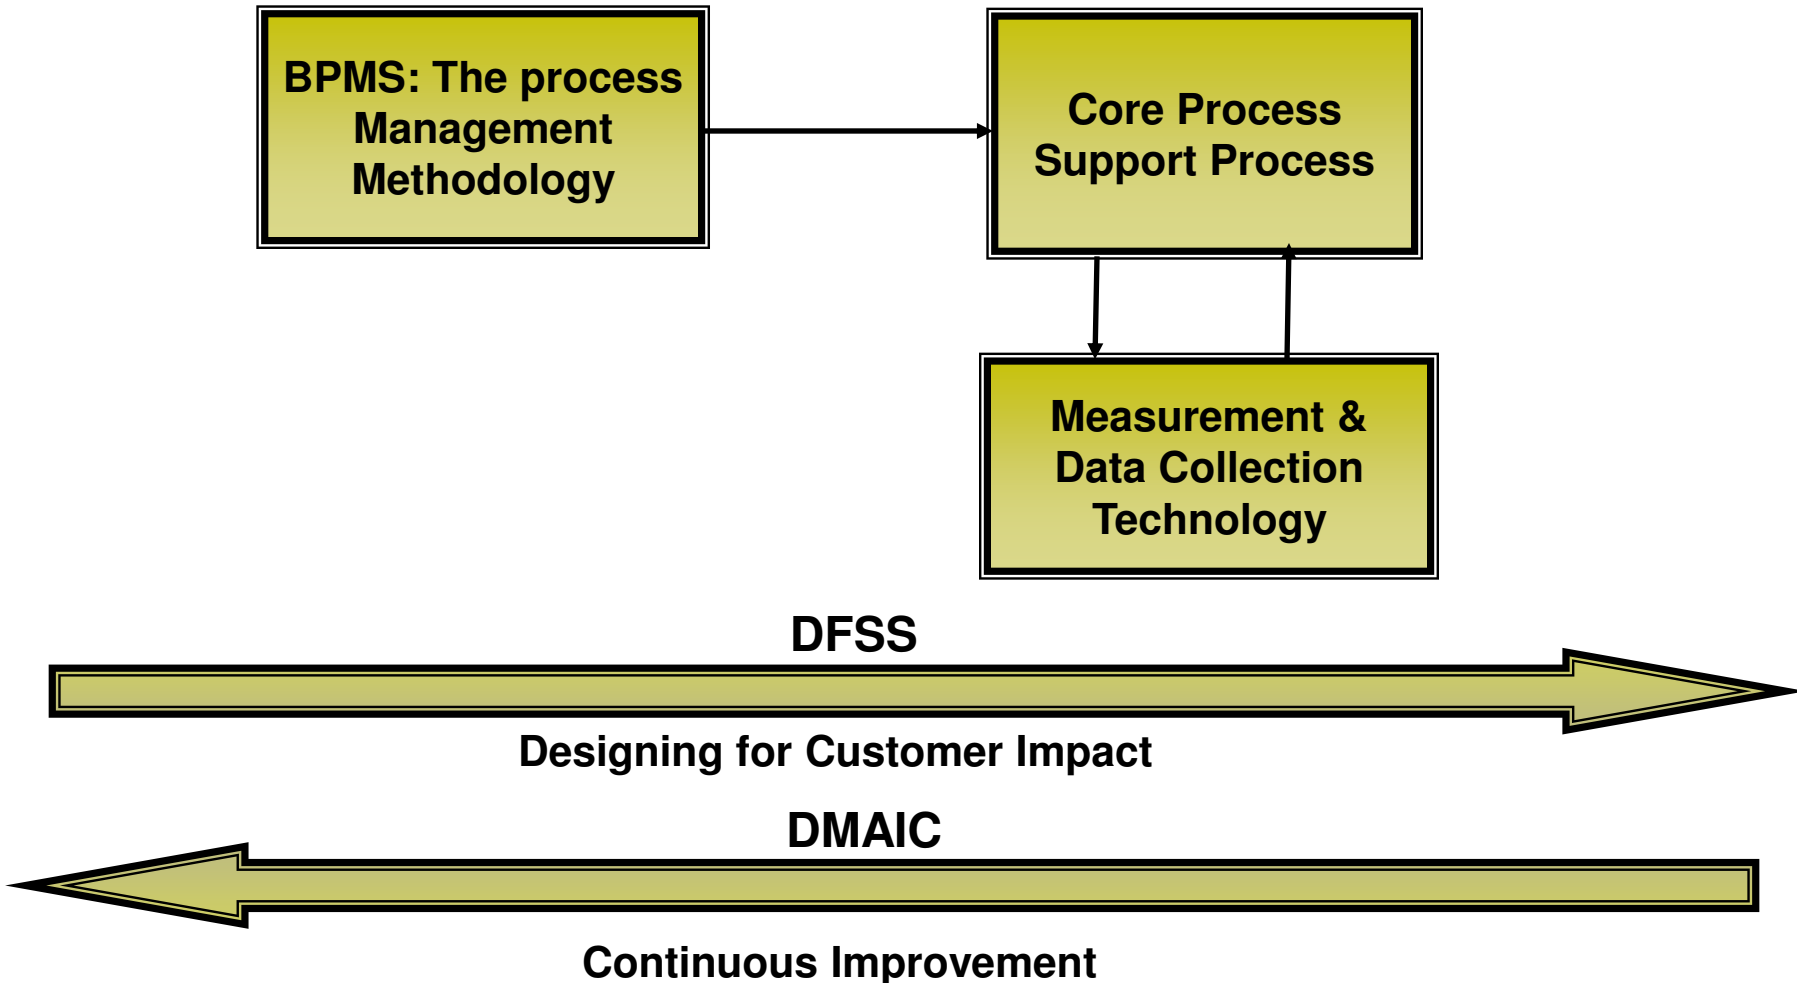 BPMS: The process
Management
Methodology
Core Process
Support Process
Measurement &
Data Collection
Technology
DFSS
Designing for Customer Impact
DMAIC
Continuous Improvement